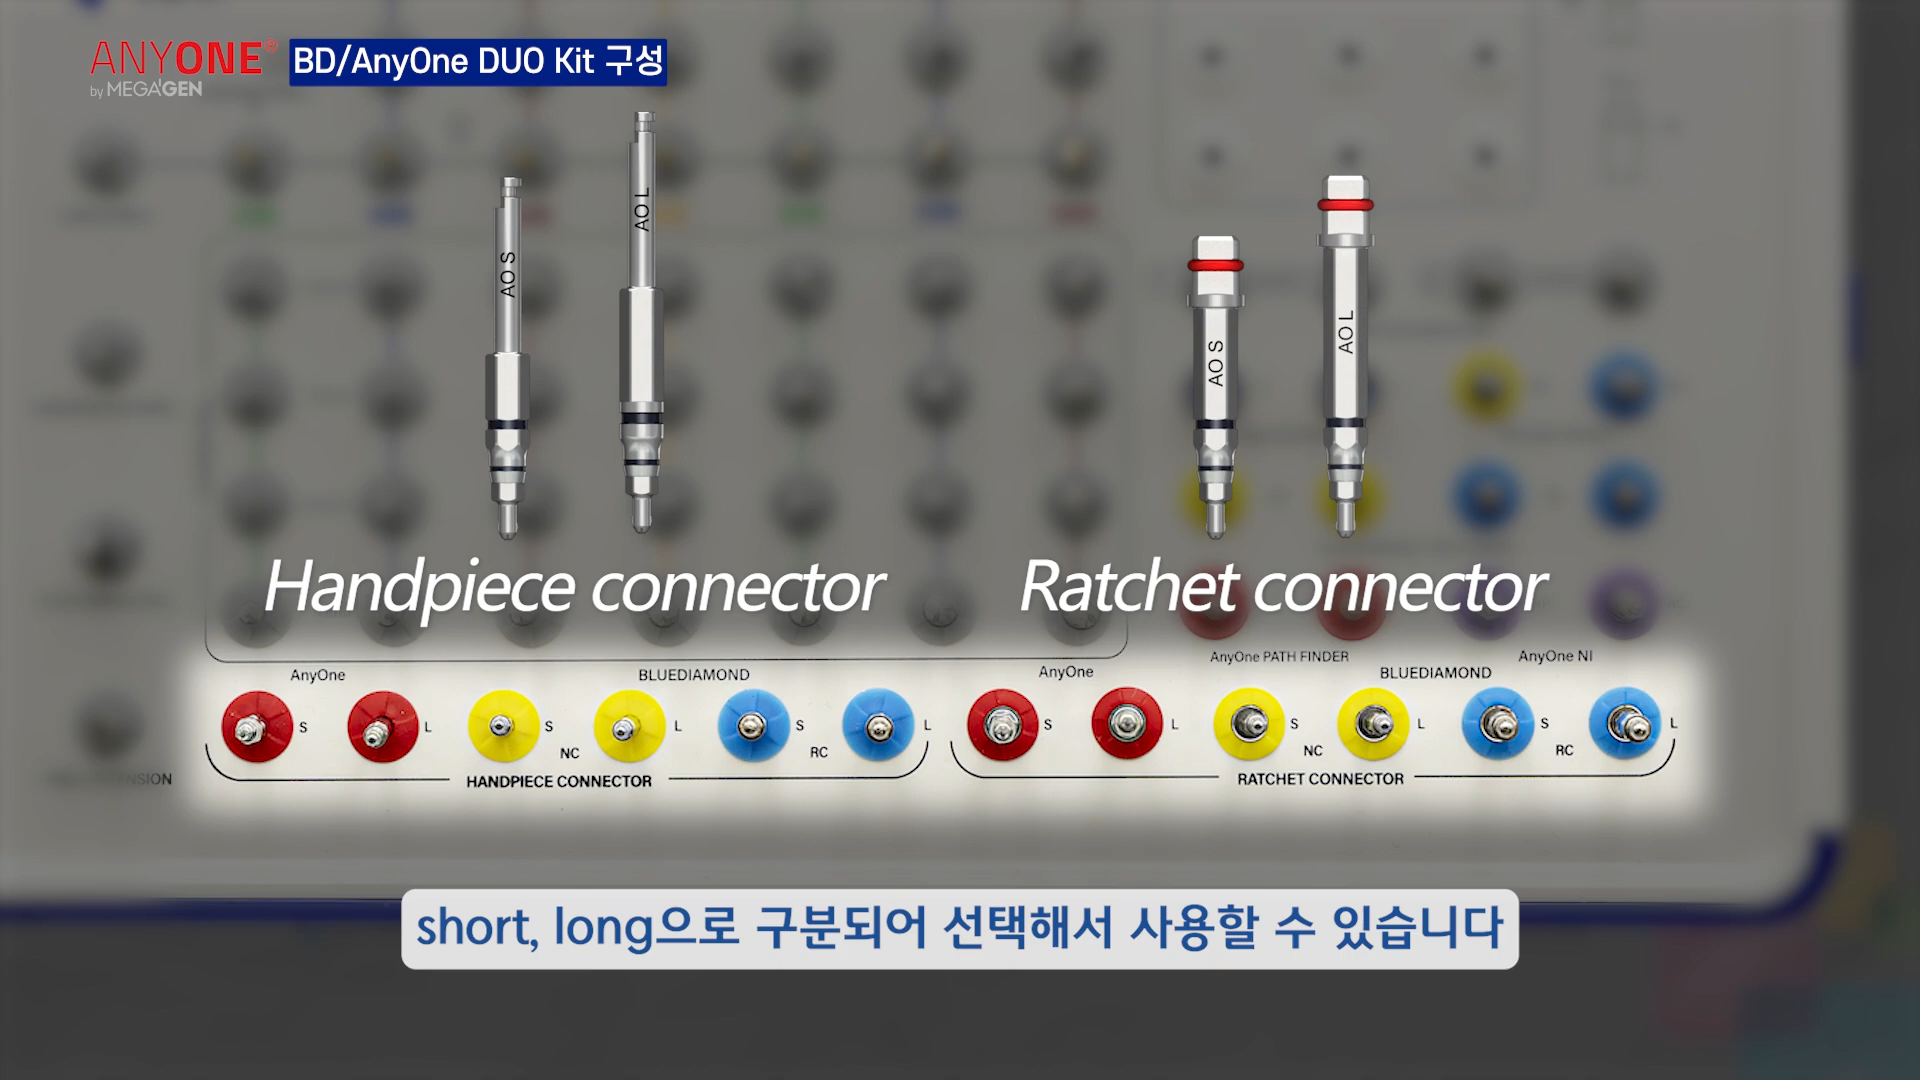 ANYONE®
by MEGA'GEN
BD/AnyOne DUO Kit 구성
AO S
AO L
AO S
AO L
Handpiece connector
Ratchet connector
AnyOne PATH FINDER
AnyOne NI
AnyOne
BLUEDIAMOND
AnyOne
BLUEDIAMOND
S
L
S
L
S
L
S
L
S
L
S
L
NC
RC
NC
RC
HANDPIECE CONNECTOR
RATCHET CONNECTOR
short, long으로 구분되어 선택해서 사용할 수 있습니다